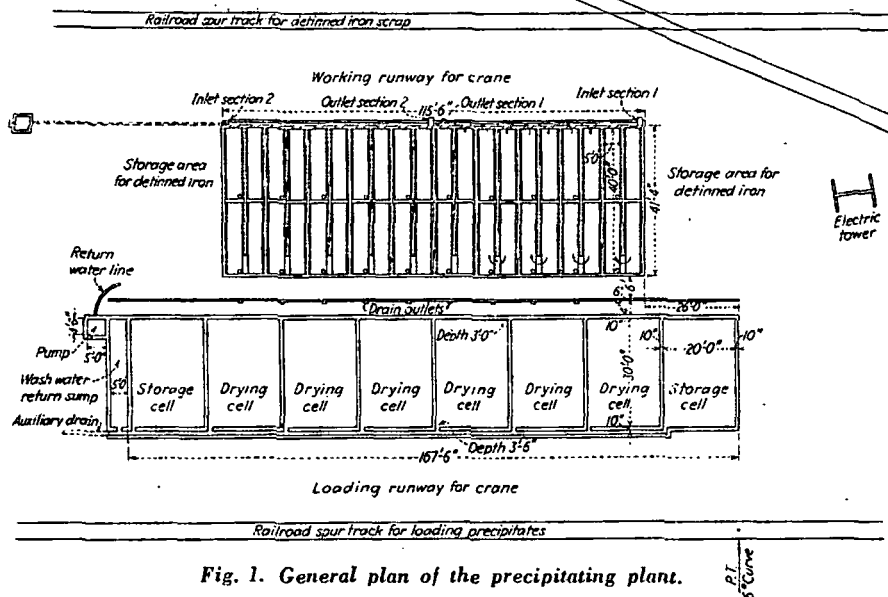 Railroad spur track for detinned iron scrap
Working runway for crane
Inlet section 2
Outlet section 2
Outlet section 1
Inlet section 1
115'-6"
Storage area
for detinned iron
5'-0"
40'-0"
41'-4"
Storage area for
detinned iron
Electric
tower
Return
water line
Drain outlets
26'-0"
Pump
5'-0"
Wash water
return sump
5'-0
Auxiliary drain
Depth 3'-0"
10"
10"
10"
20'-0"
30'-0"
10"
Storage
cell
Drying
cell
Drying
cell
Drying
cell
Drying
cell
Drying
cell
Drying
cell
Storage
cell
Depth 3'-6"
167'-6"
Loading runway for crane
Railroad spur track for loading precipitates
P.T.
Curve
Fig. 1. General plan of the precipitating plant.